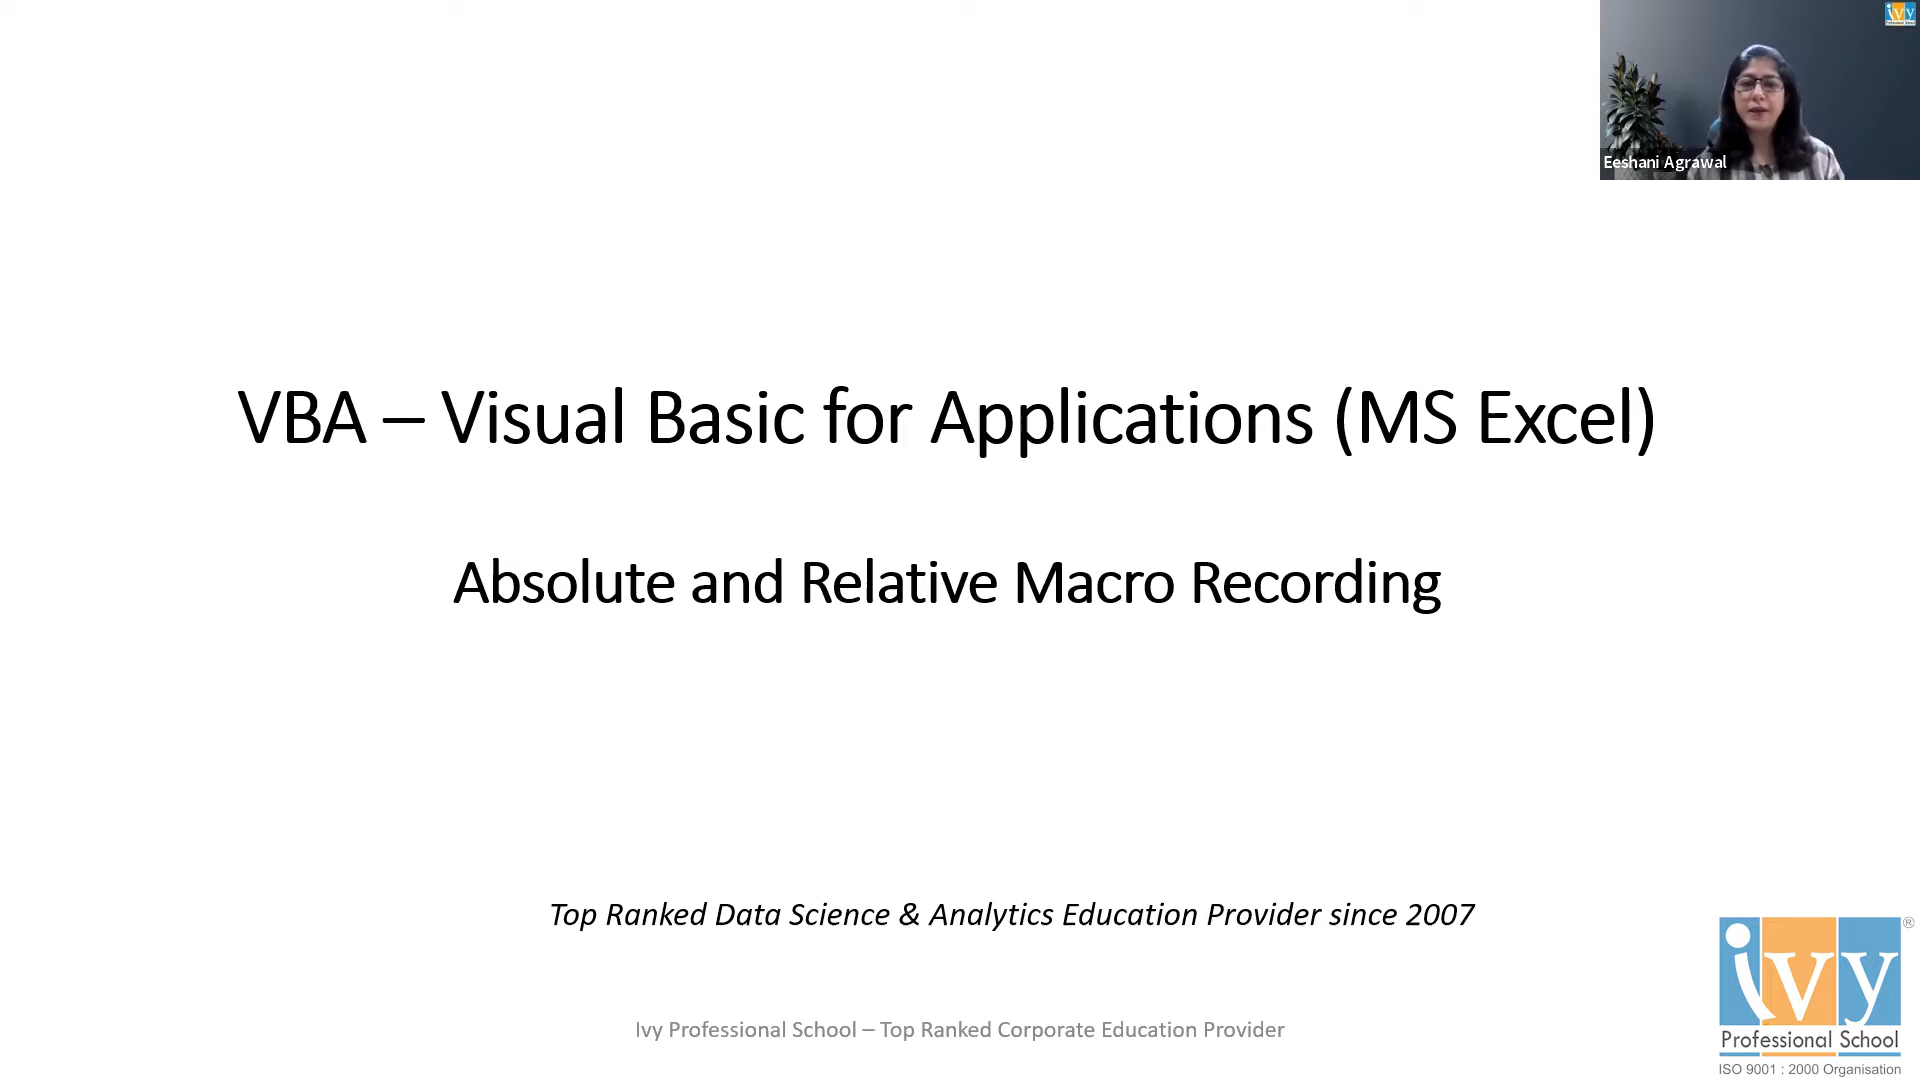 ivy
Eeshani Agrawal
VBA – Visual Basic for Applications (MS Excel)
Absolute and Relative Macro Recording
Top Ranked Data Science & Analytics Education Provider since 2007
Ivy Professional School – Top Ranked Corporate Education Provider
ivy ®
Professional School
ISO 9001 : 2000 Organisation